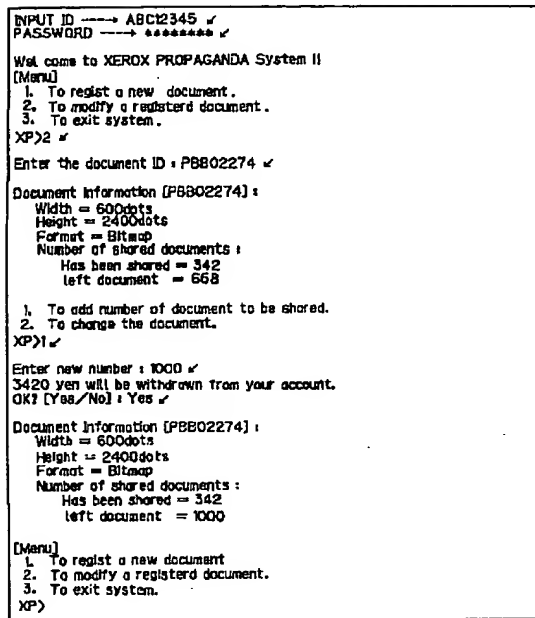 INPUT ID ----→ ABC12345 ↙
PASSWORD ----→ ******** ↙
Wel come to XEROX PROPAGANDA System II
[Menu]
1. To regist a new document.
2. To modify a registerd document.
3. To exit system.
XP>2 ↙
Enter the document ID : PBB02274 ↙
Document Information [PBB02274] :
Width = 600dots
Height = 2400dots
Format = Bitmap
Number of shared documents :
Has been shared = 342
left document = 668
1. To add number of document to be shared.
2. To change the document.
XP>1 ↙
Enter new number : 1000 ↙
3420 yen will be withdrawn from your account.
OK? [Yes/No] : Yes ↙
Document Information [PBB02274] :
Width = 600dots
Height = 2400dots
Format = Bitmap
Number of shared documents :
Has been shared = 342
left document = 1000
[Menu]
1. To regist a new document
2. To modify a registerd document.
3. To exit system.
XP>